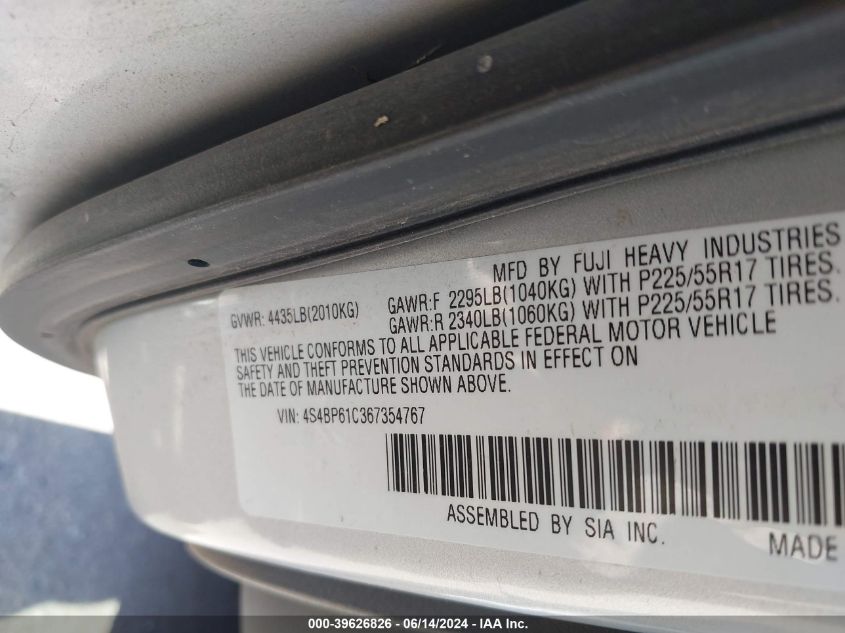 MFD BY FUJI HEAVY INDUSTRIES
GVWR: 4435LB(2010KG) GAWR:F 2295LB(1040KG) WITH P225/55R17 TIRES.
GAWR:R 2340LB(1060KG) WITH P225/55R17 TIRES.
THIS VEHICLE CONFORMS TO ALL APPLICABLE FEDERAL MOTOR VEHICLE
SAFETY AND THEFT PREVENTION STANDARDS IN EFFECT ON
THE DATE OF MANUFACTURE SHOWN ABOVE.
VIN: 4S4BP61C367354767
ASSEMBLED BY SIA INC.
MADE
000-39626826 - 06/14/2024 - IAA Inc.